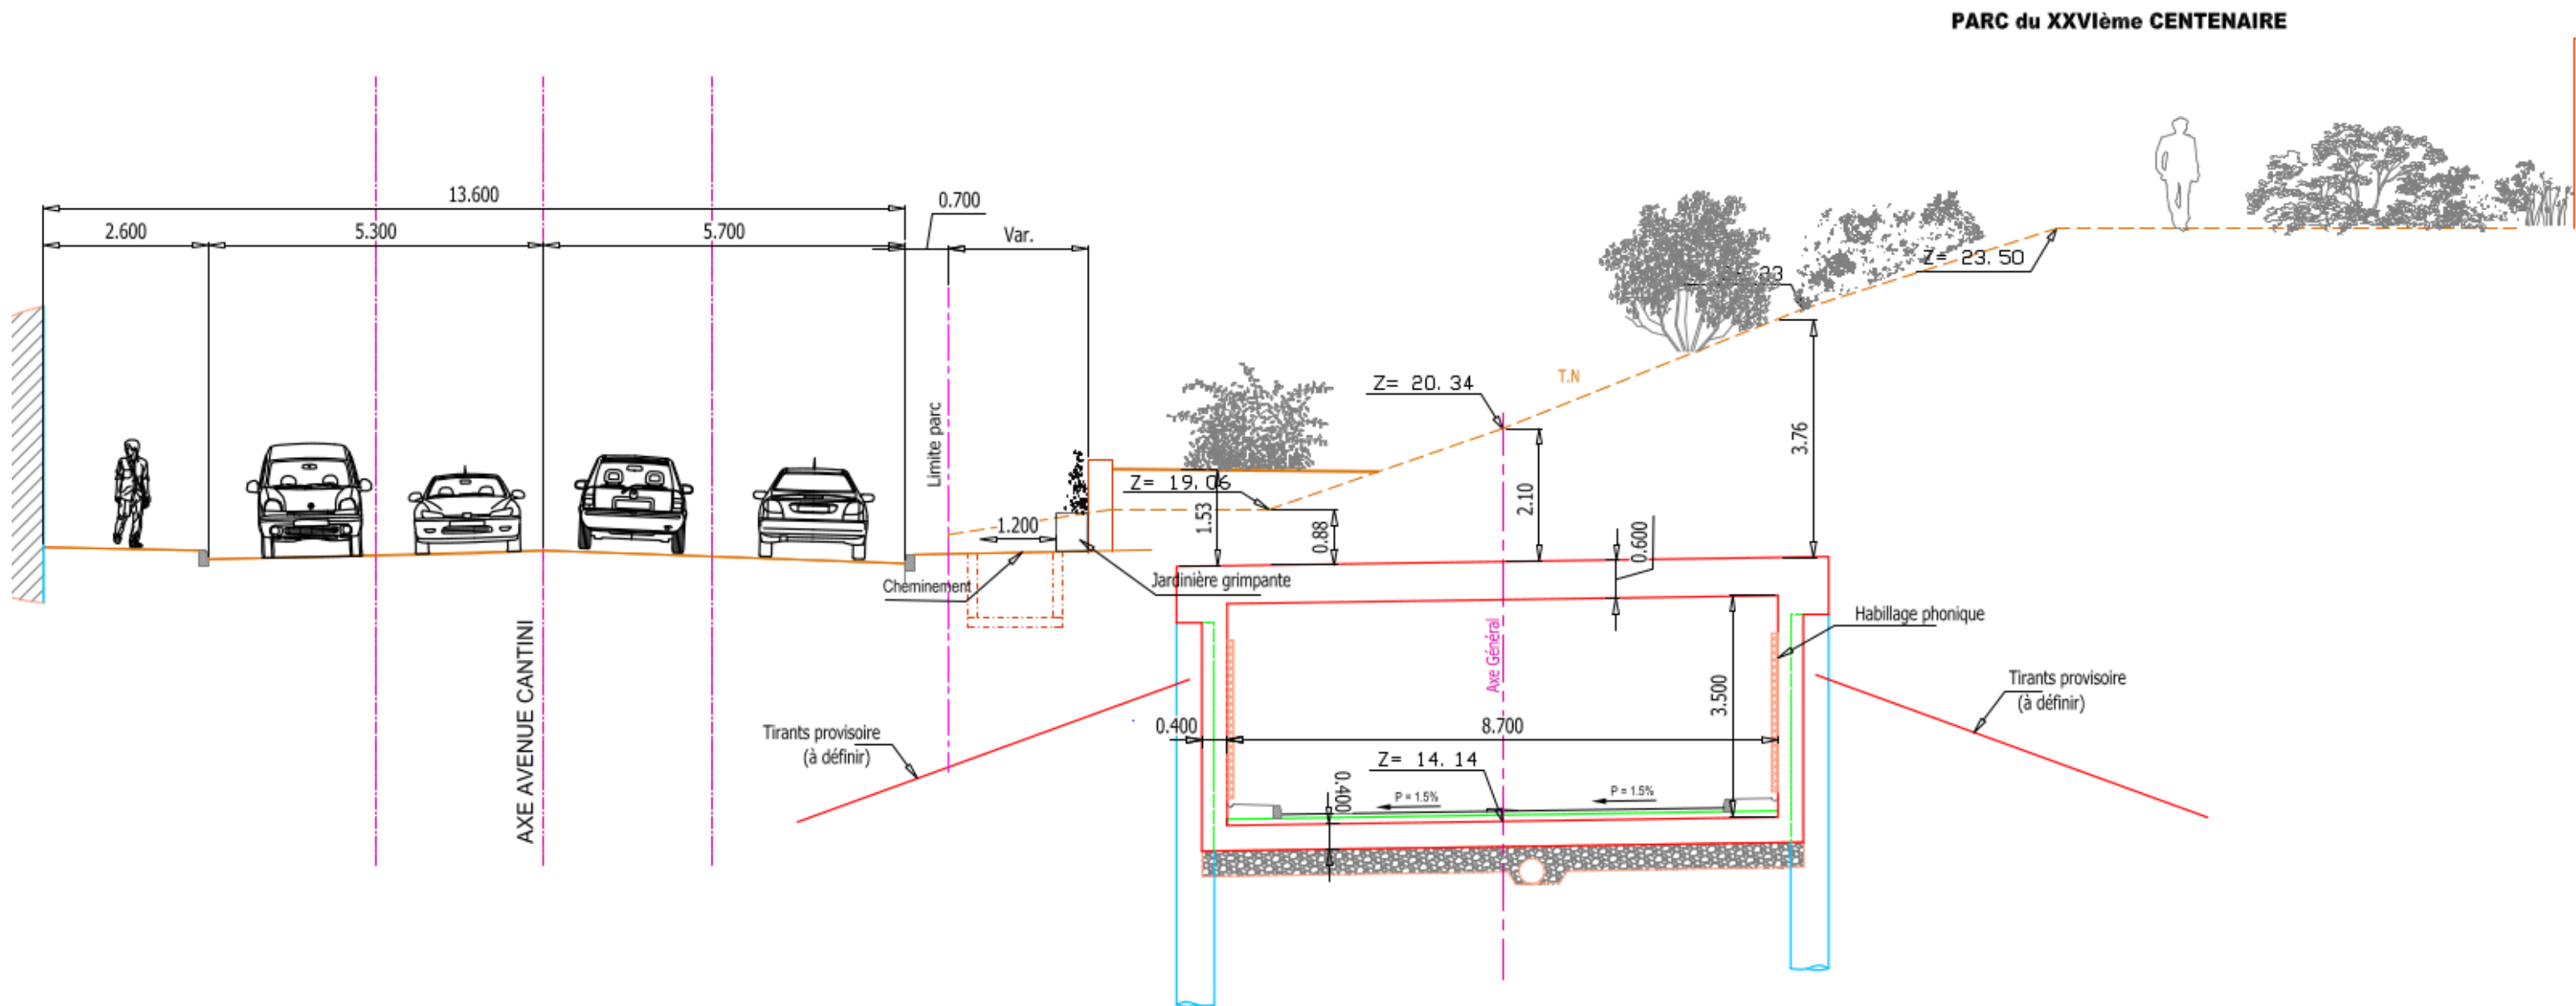 PARC du XXVIème CENTENAIRE
13.600
0.700
2.600
5.300
5.700
Var.
Z= 23.50
Limite parc
Z= 20.34
T.N
3.76
Z= 19.06
1.53
0.88
2.10
0.600
1.200
Cheminement
Jardinière grimpante
Habillage phonique
AXE AVENUE CANTINI
Axe Général
Tirants provisoire
(à définir)
Tirants provisoire
(à définir)
0.400
8.700
3.500
Z= 14.14
0.400
P = 1.5%
P = 1.5%